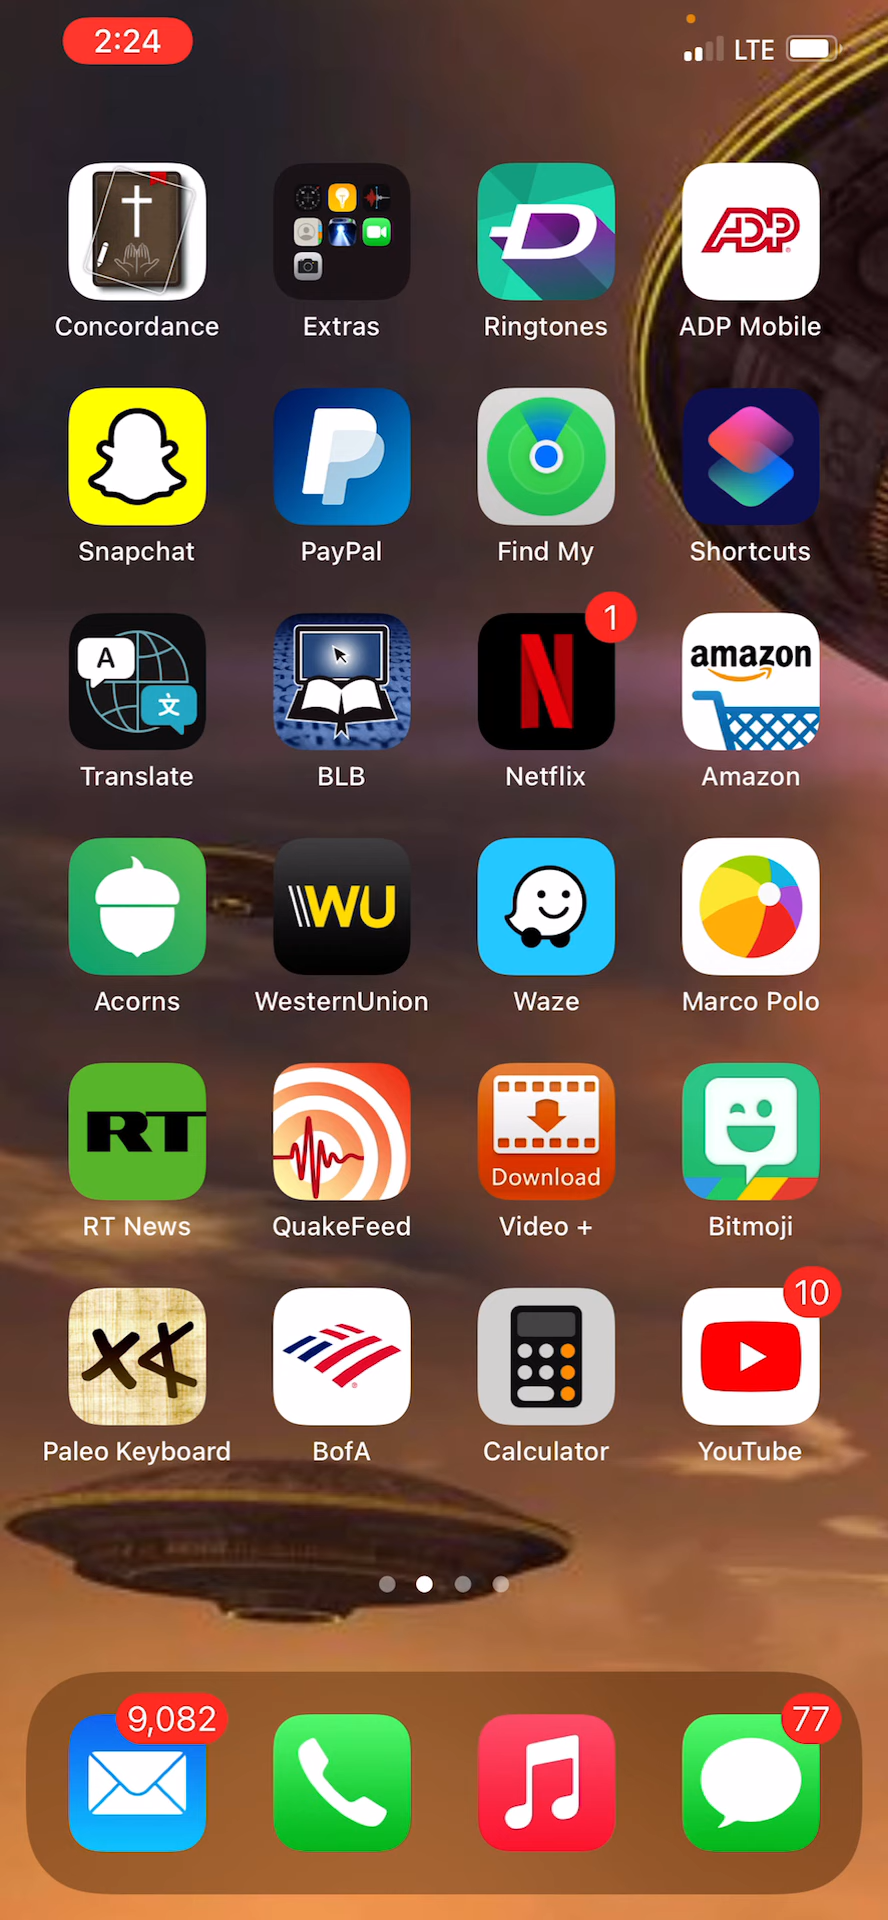 2:24 LTE
Concordance Extras Ringtones ADP Mobile
ADP
Snapchat PayPal Find My Shortcuts
1
A 文
amazon
Translate BLB Netflix Amazon
WU
Acorns WesternUnion Waze Marco Polo
RT
Download
RT News QuakeFeed Video + Bitmoji
10
Paleo Keyboard BofA Calculator YouTube
9,082 77